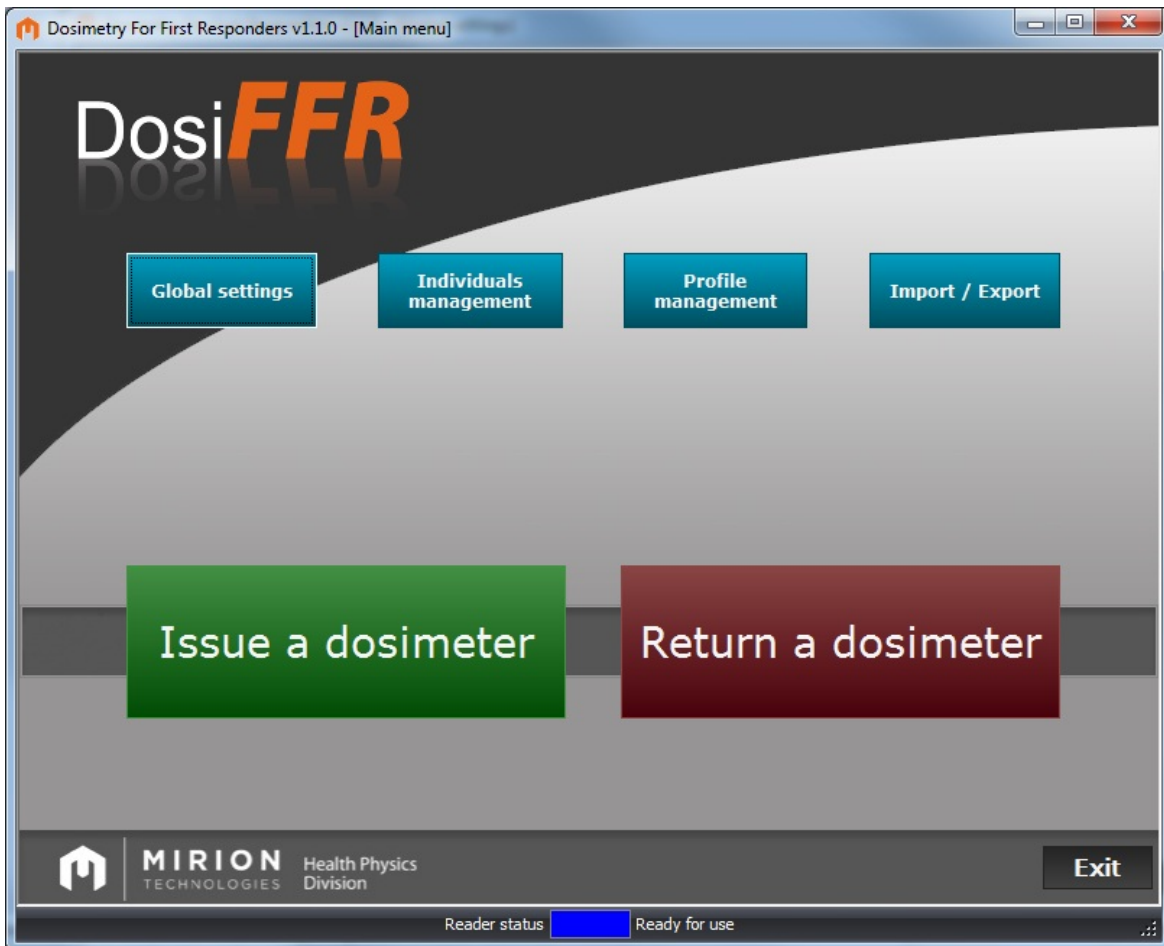 Dosimetry For First Responders v1.1.0 - [Main menu]
DosiFFR
Global settings
Individuals
management
Profile
management
Import / Export
Issue a dosimeter
Return a dosimeter
MIRION
TECHNOLOGIES
Health Physics
Division
Exit
Reader status
Ready for use